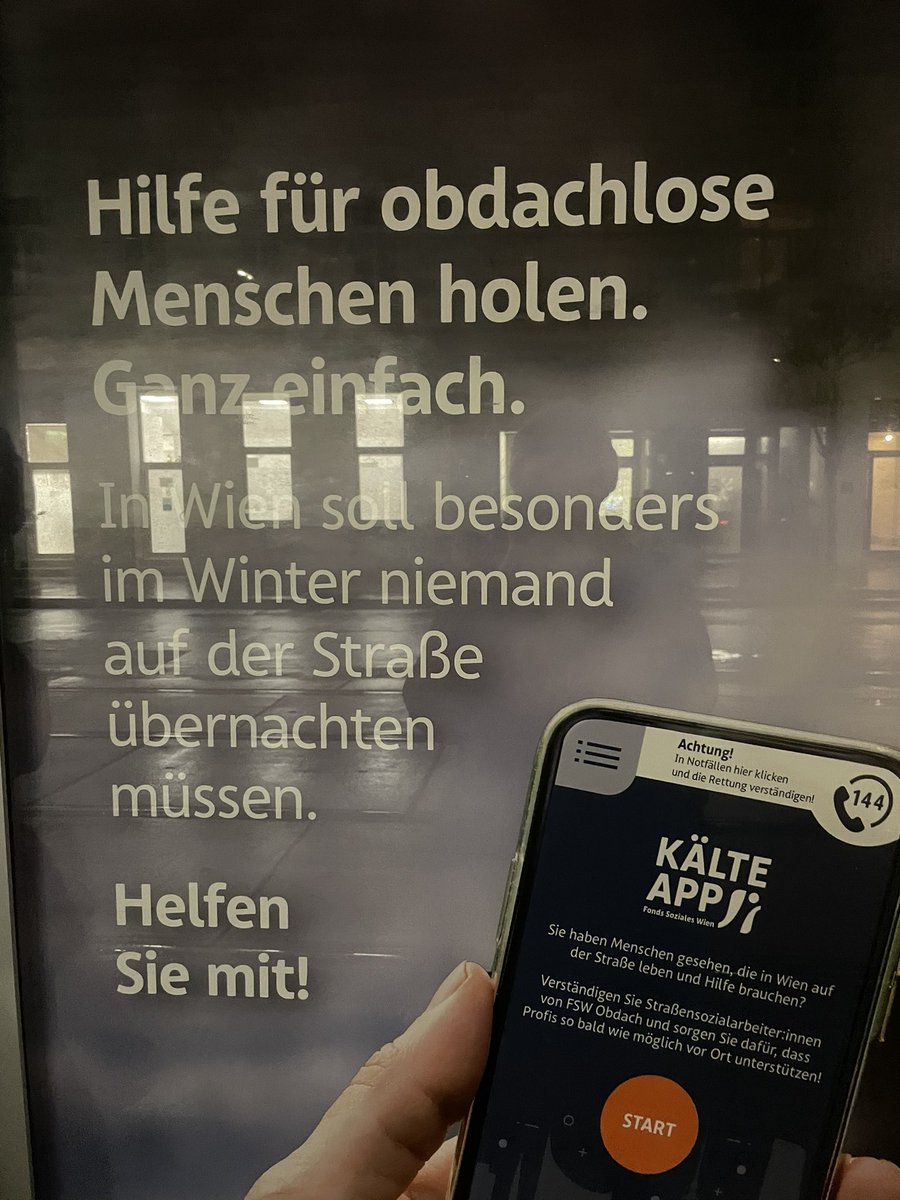 Hilfe für obdachlose
Menschen holen.
Ganz einfach.
In Wien soll besonders
im Winter niemand
auf der Straße
übernachten
müssen.
Helfen
Sie mit!
Achtung!
In Notfällen hier klicken
und die Rettung verständigen!
144
KÄLTE
APP
Fonds Soziales Wien
Sie haben Menschen gesehen, die in Wien auf
der Straße leben und Hilfe brauchen?
Verständigen Sie Straßensozialarbeiter:innen
von FSW Obdach und sorgen Sie dafür, dass
Profis so bald wie möglich vor Ort unterstützen!
START